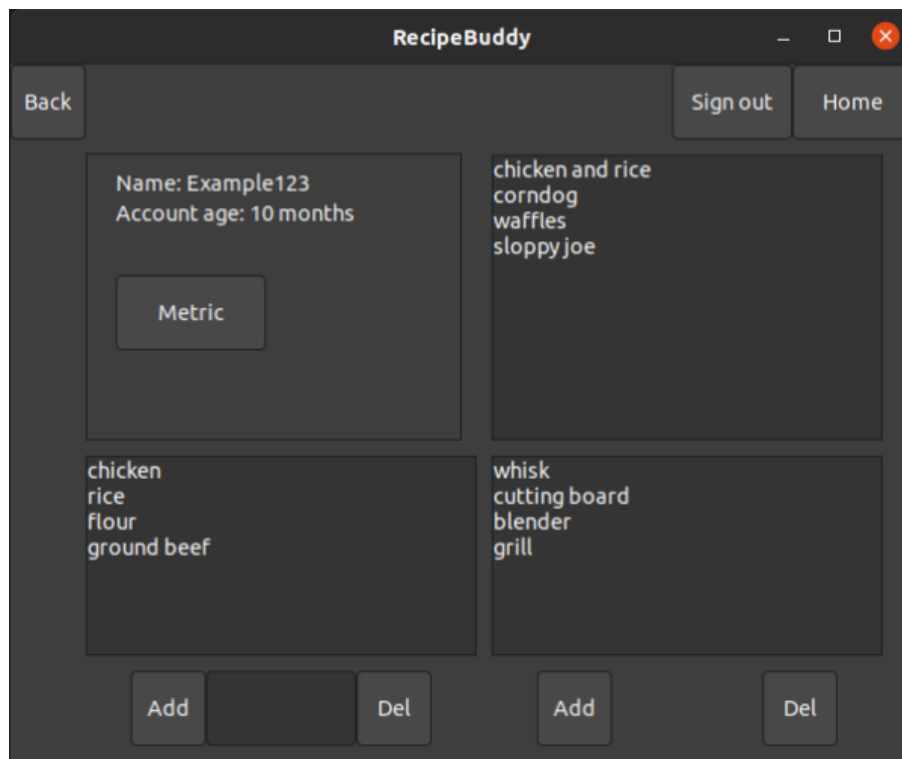 RecipeBuddy
Back
Sign out
Home
Name: Example123
Account age: 10 months
Metric
chicken and rice
corndog
waffles
sloppy joe
chicken
rice
flour
ground beef
whisk
cutting board
blender
grill
Add
Del
Add
Del